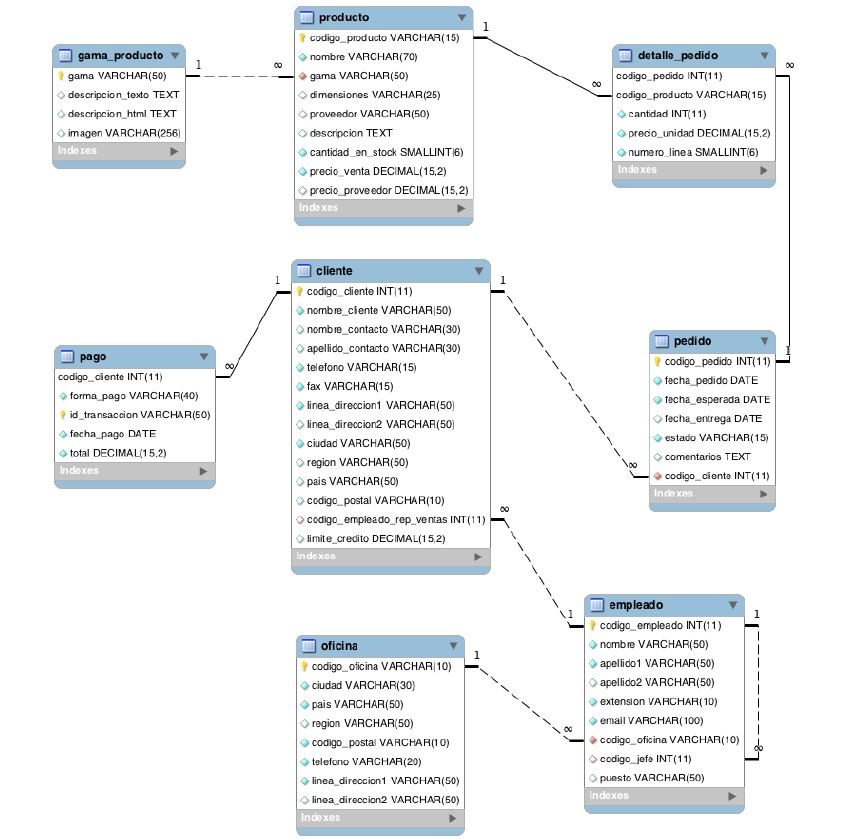 gama_producto
gama VARCHAR(50)
descripcion_texto TEXT
descripcion_html TEXT
imagen VARCHAR(256)
Indexes
1
∞
producto
codigo_producto VARCHAR(15)
nombre VARCHAR(70)
gama VARCHAR(50)
dimensiones VARCHAR(25)
proveedor VARCHAR(50)
descripcion TEXT
cantidad_en_stock SMALLINT(6)
precio_venta DECIMAL(15,2)
precio_proveedor DECIMAL(15,2)
Indexes
1
∞
detalle_pedido
codigo_pedido INT(11)
codigo_producto VARCHAR(15)
cantidad INT(11)
precio_unidad DECIMAL(15,2)
numero_linea SMALLINT(6)
Indexes
∞
1
pago
codigo_cliente INT(11)
forma_pago VARCHAR(40)
id_transaccion VARCHAR(50)
fecha_pago DATE
total DECIMAL(15,2)
Indexes
∞
1
cliente
codigo_cliente INT(11)
nombre_cliente VARCHAR(50)
nombre_contacto VARCHAR(30)
apellido_contacto VARCHAR(30)
telefono VARCHAR(15)
fax VARCHAR(15)
linea_direccion1 VARCHAR(50)
linea_direccion2 VARCHAR(50)
ciudad VARCHAR(50)
region VARCHAR(50)
pais VARCHAR(50)
codigo_postal VARCHAR(10)
codigo_empleado_rep_ventas INT(11)
limite_credito DECIMAL(15,2)
Indexes
1
∞
pedido
codigo_pedido INT(11)
fecha_pedido DATE
fecha_esperada DATE
fecha_entrega DATE
estado VARCHAR(15)
comentarios TEXT
codigo_cliente INT(11)
Indexes
∞
1
oficina
codigo_oficina VARCHAR(10)
ciudad VARCHAR(30)
pais VARCHAR(50)
region VARCHAR(50)
codigo_postal VARCHAR(10)
telefono VARCHAR(20)
linea_direccion1 VARCHAR(50)
linea_direccion2 VARCHAR(50)
Indexes
1
∞
empleado
codigo_empleado INT(11)
nombre VARCHAR(50)
apellido1 VARCHAR(50)
apellido2 VARCHAR(50)
extension VARCHAR(10)
email VARCHAR(100)
codigo_oficina VARCHAR(10)
codigo_jefe INT(11)
puesto VARCHAR(50)
Indexes
1
∞